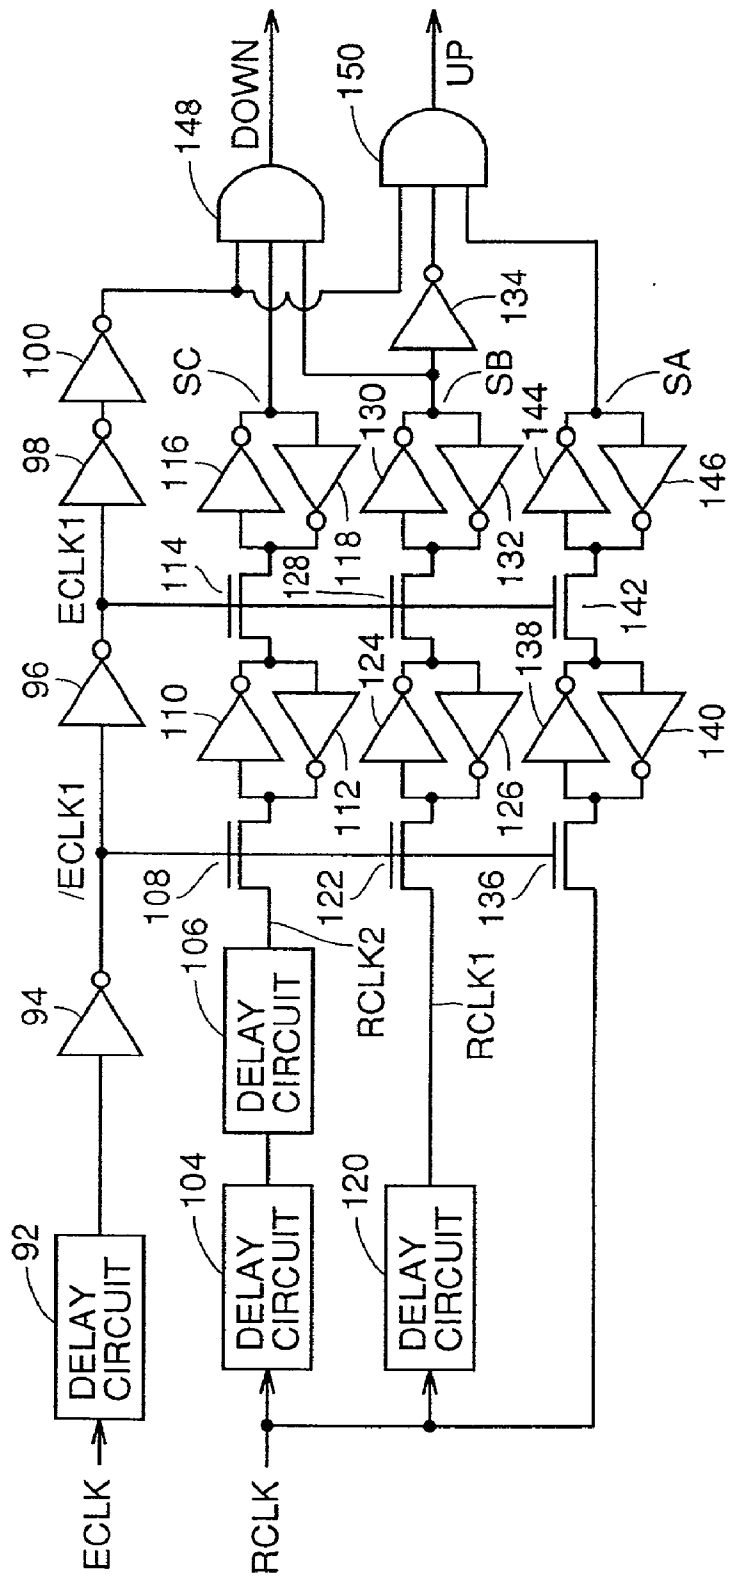 ECLK
92
DELAY
CIRCUIT
94
/ECLK1
96
ECLK1
98
100
RCLK
104
DELAY
CIRCUIT
106
DELAY
CIRCUIT
RCLK2
108
110
112
114
116
118
SC
148
DOWN
120
DELAY
CIRCUIT
RCLK1
122
124
126
128
130
132
SB
134
150
UP
136
138
140
142
144
146
SA